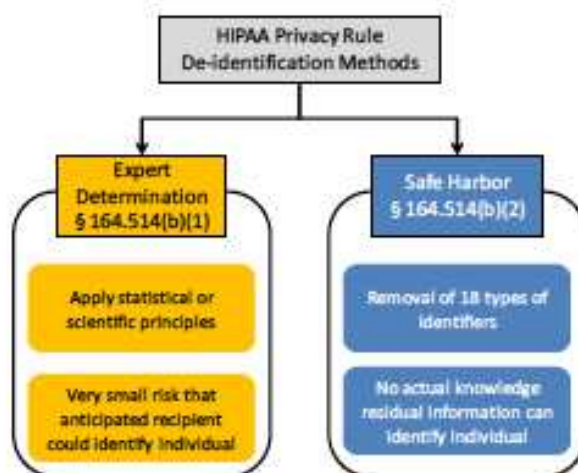 HIPAA Privacy Rule
De-identification Methods
Expert
Determination
§ 164.514(b)(1)
Apply statistical or
scientific principles
Very small risk that
anticipated recipient
could identify individual
Safe Harbor
§ 164.514(b)(2)
Removal of 18 types of
identifiers
No actual knowledge
residual information can
identify individual